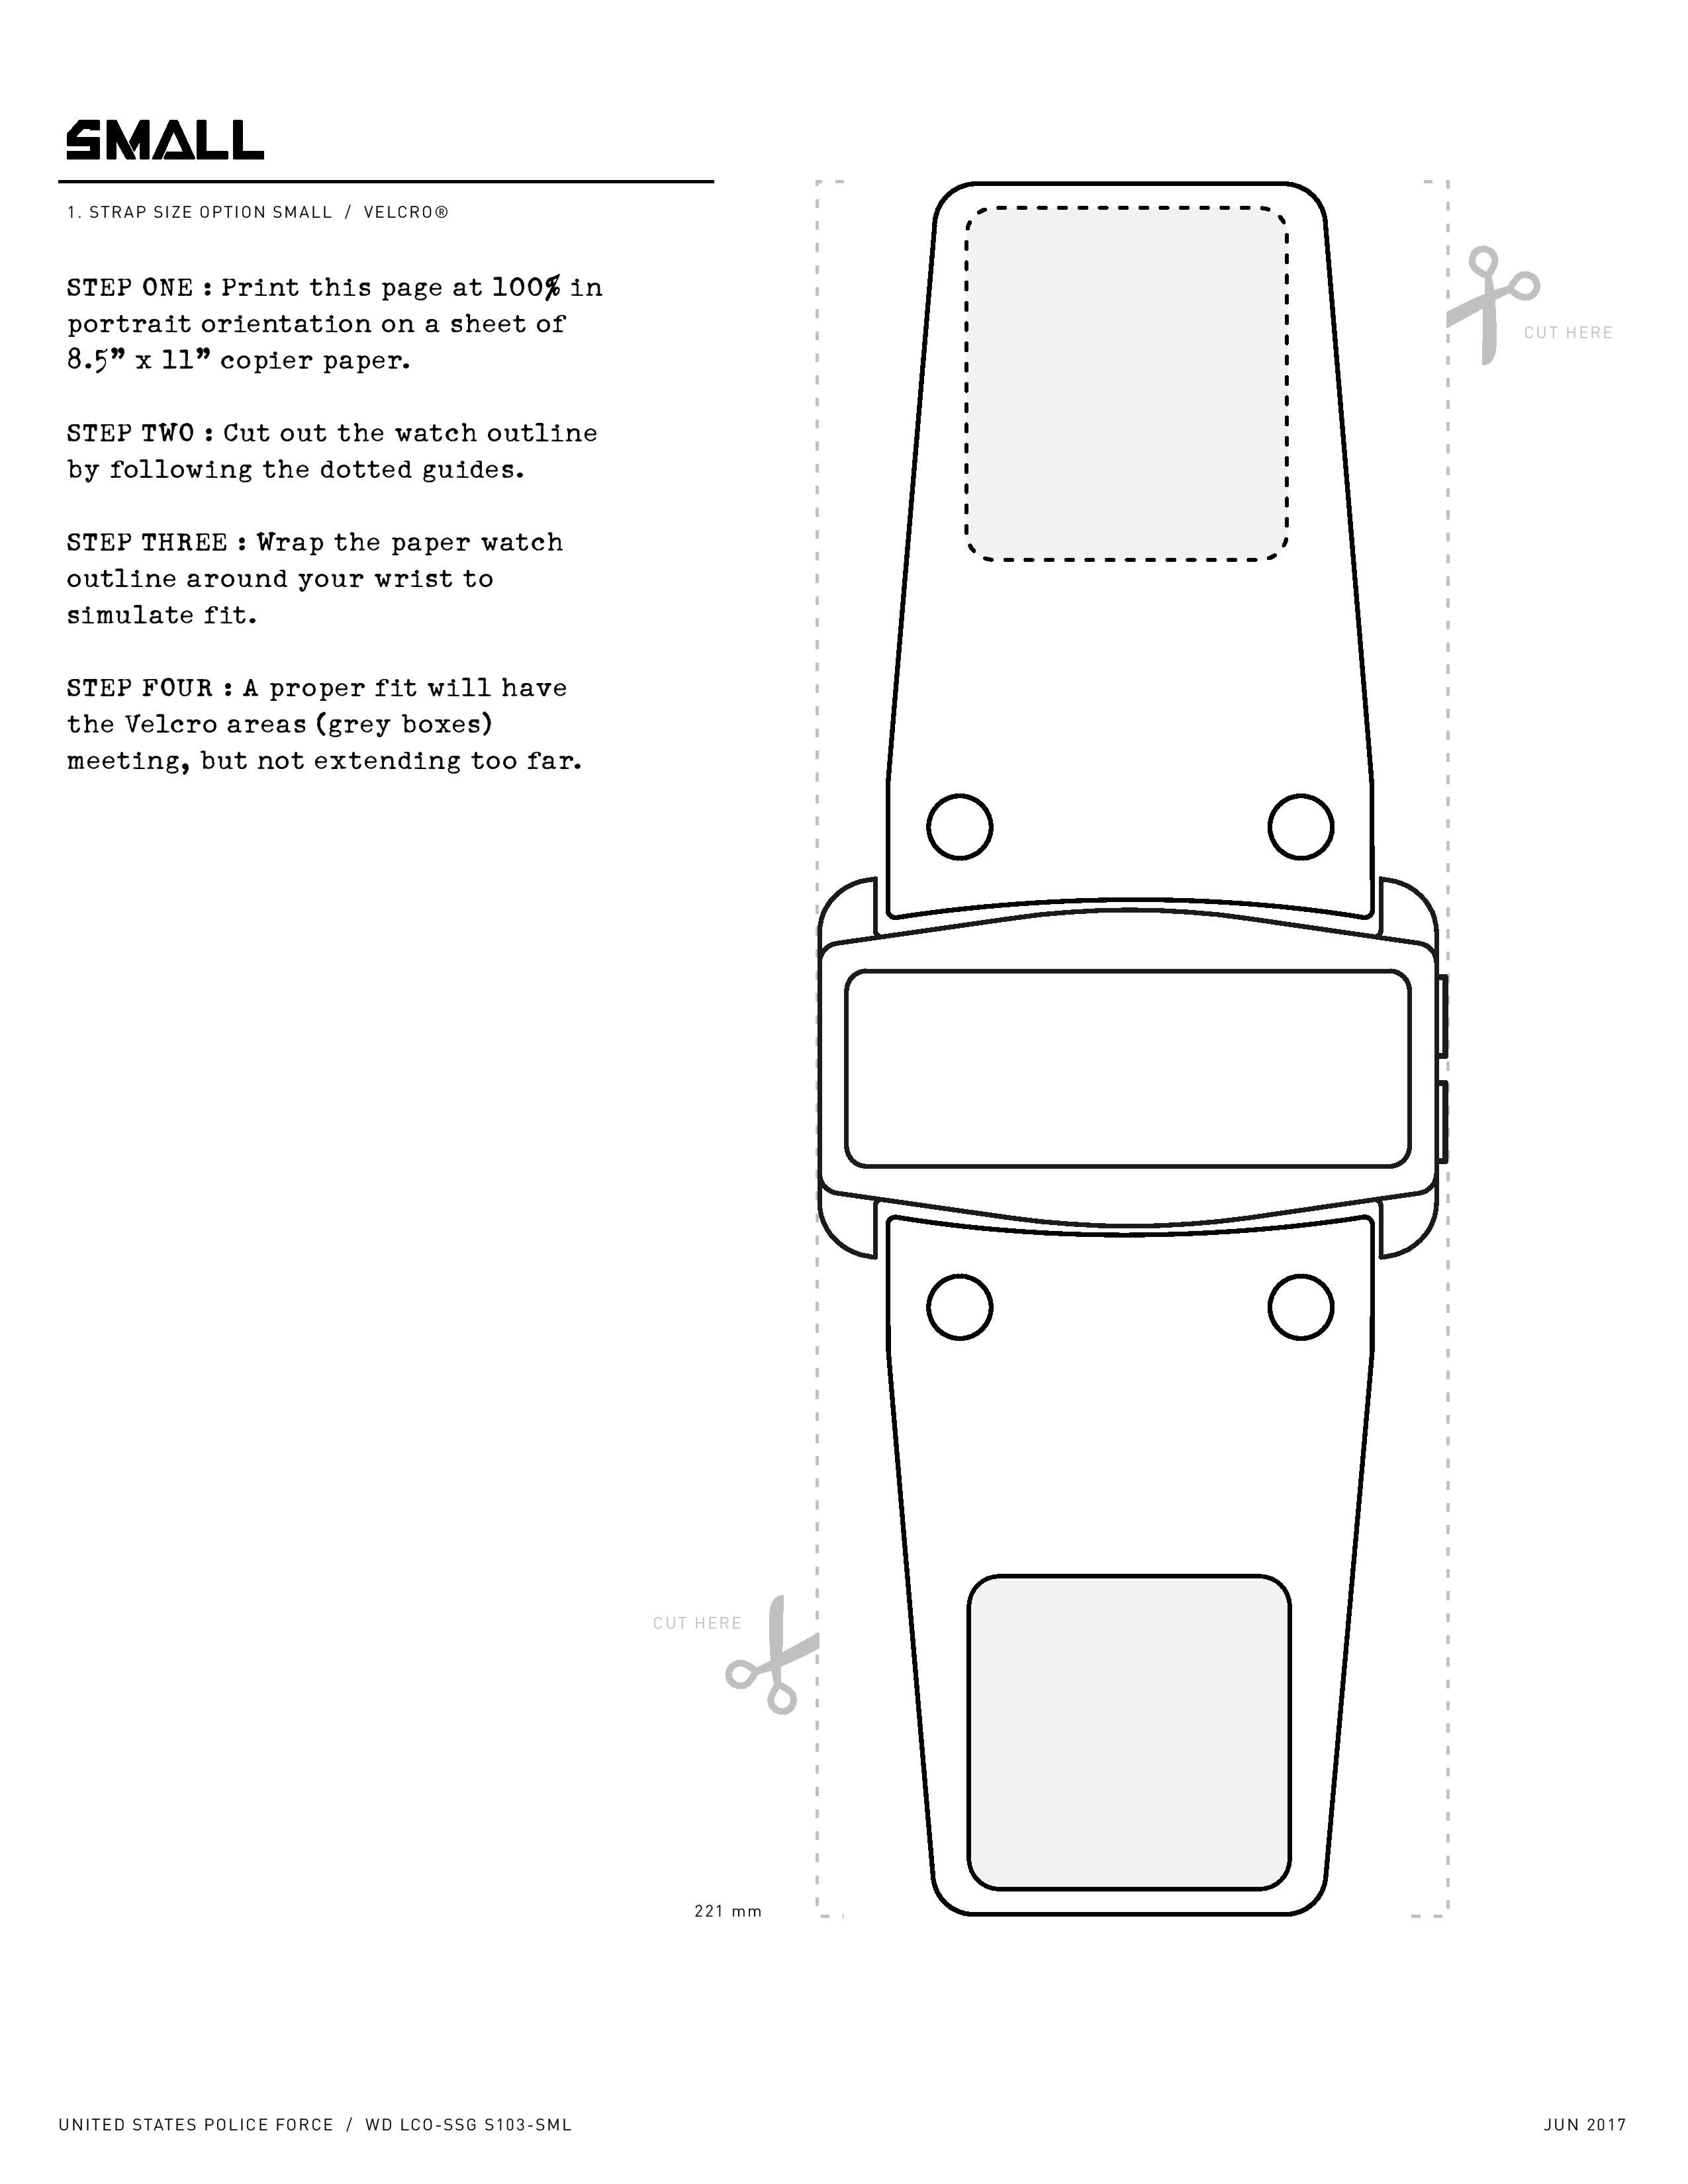 SMALL
1. STRAP SIZE OPTION SMALL / VELCRO®
STEP ONE : Print this page at 100% in
portrait orientation on a sheet of
8.5” x 11” copier paper.
STEP TWO : Cut out the watch outline
by following the dotted guides.
STEP THREE : Wrap the paper watch
outline around your wrist to
simulate fit.
STEP FOUR : A proper fit will have
the Velcro areas (grey boxes)
meeting, but not extending too far.
CUT HERE
CUT HERE
221 mm
UNITED STATES POLICE FORCE / WD LCO-SSG S103-SML
JUN 2017